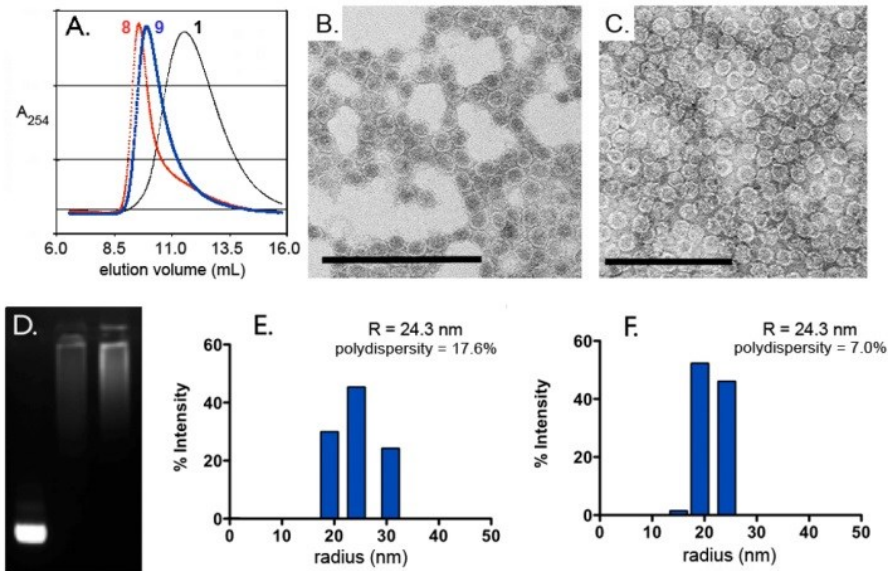 A.
8 9 1
A254
6.0 8.5 11.0 13.5 16.0
elution volume (mL)
B.
C.
D.
E.
R = 24.3 nm
polydispersity = 17.6%
% Intensity
60
40
20
0
0 10 20 30 40 50
radius (nm)
F.
R = 24.3 nm
polydispersity = 7.0%
% Intensity
60
40
20
0
0 10 20 30 40 50
radius (nm)